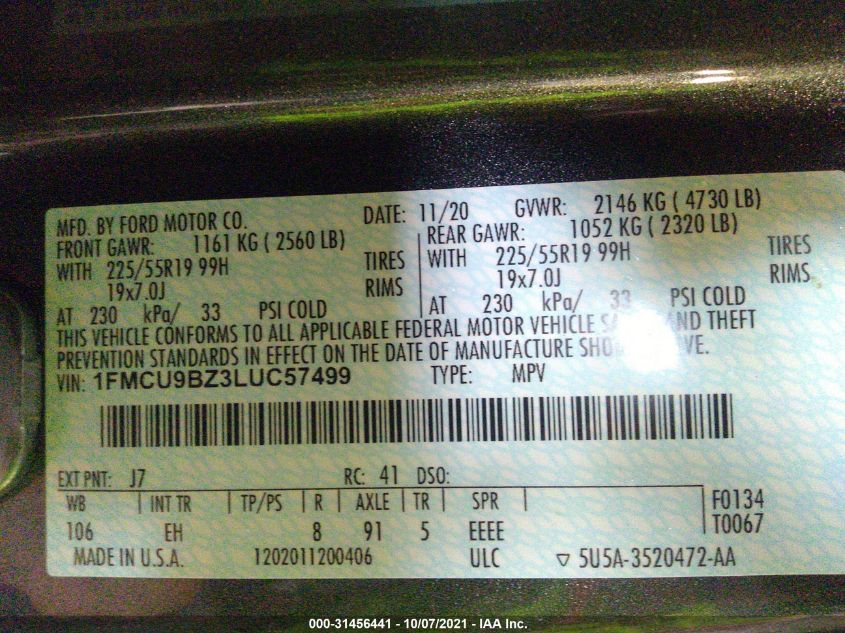 MFD. BY FORD MOTOR CO. DATE: 11/20 GVWR: 2146 KG ( 4730 LB)
FRONT GAWR: 1161 KG ( 2560 LB) REAR GAWR: 1052 KG ( 2320 LB)
WITH 225/55R19 99H TIRES WITH 225/55R19 99H TIRES
19x7.0J RIMS 19x7.0J RIMS
AT 230 kPa/ 33 PSI COLD AT 230 kPa/ 33 PSI COLD
THIS VEHICLE CONFORMS TO ALL APPLICABLE FEDERAL MOTOR VEHICLE AND THEFT
PREVENTION STANDARDS IN EFFECT ON THE DATE OF MANUFACTURE
VIN: 1FMCU9BZ3LUC57499 TYPE: MPV
EXT PNT: J7 RC: 41 DSO:
WB INT TR TP/PS R AXLE TR SPR F0134
106 EH 8 91 5 EEEE T0067
MADE IN U.S.A. 1202011200406 ULC ▽ 5U5A-3520472-AA
000-31456441 - 10/07/2021 - IAA Inc.